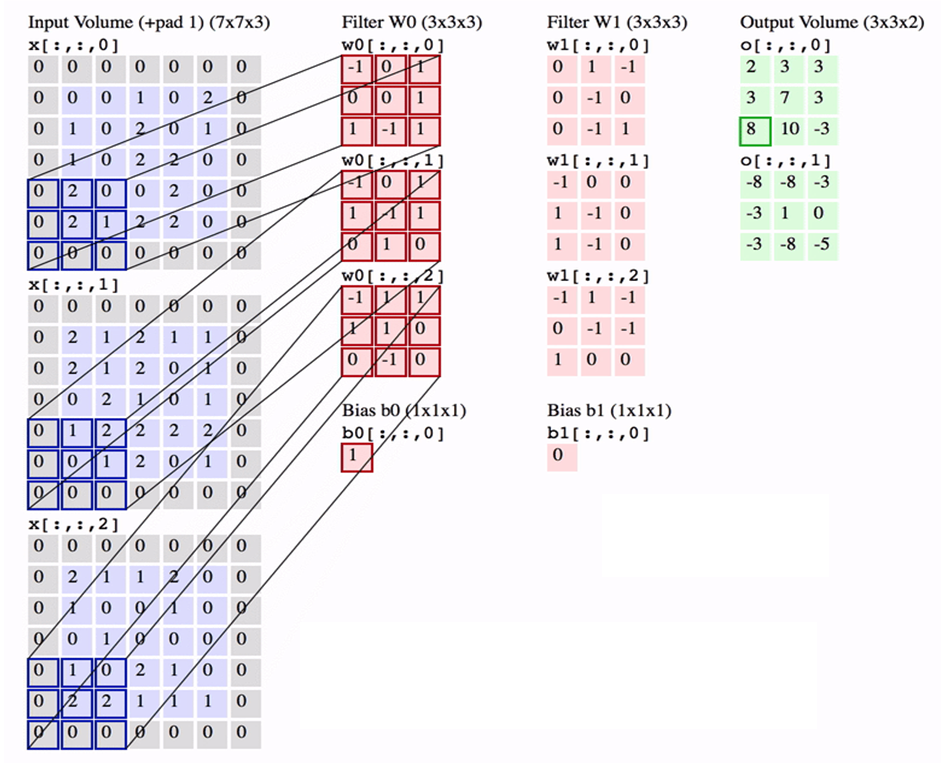 Input Volume (+pad 1) (7x7x3)
x[:,:,0]
0 0 0 0 0 0 0
0 0 0 1 0 2 0
0 1 0 2 0 1 0
0 1 0 2 2 0 0
0 2 0 0 2 0 0
0 2 1 2 2 0 0
0 0 0 0 0 0 0
x[:,:,1]
0 0 0 0 0 0 0
0 2 1 2 1 1 0
0 2 1 2 0 1 0
0 0 2 1 0 1 0
0 1 2 2 2 2 0
0 0 1 2 0 1 0
0 0 0 0 0 0 0
x[:,:,2]
0 0 0 0 0 0 0
0 2 1 1 2 0 0
0 1 0 0 1 0 0
0 0 1 0 0 0 0
0 1 0 2 1 0 0
0 2 2 1 1 1 0
0 0 0 0 0 0 0
Filter W0 (3x3x3)
w0[:,:,0]
-1 0 1
0 0 1
1 -1 1
w0[:,:,1]
-1 0 1
1 -1 1
0 1 0
w0[:,:,2]
-1 1 1
1 1 0
0 -1 0
Bias b0 (1x1x1)
b0[:,:,0]
1
Filter W1 (3x3x3)
w1[:,:,0]
0 1 -1
0 -1 0
0 -1 1
w1[:,:,1]
-1 0 0
1 -1 0
1 -1 0
w1[:,:,2]
-1 1 -1
0 -1 -1
1 0 0
Bias b1 (1x1x1)
b1[:,:,0]
0
Output Volume (3x3x2)
o[:,:,0]
2 3 3
3 7 3
8 10 -3
o[:,:,1]
-8 -8 -3
-3 1 0
-3 -8 -5